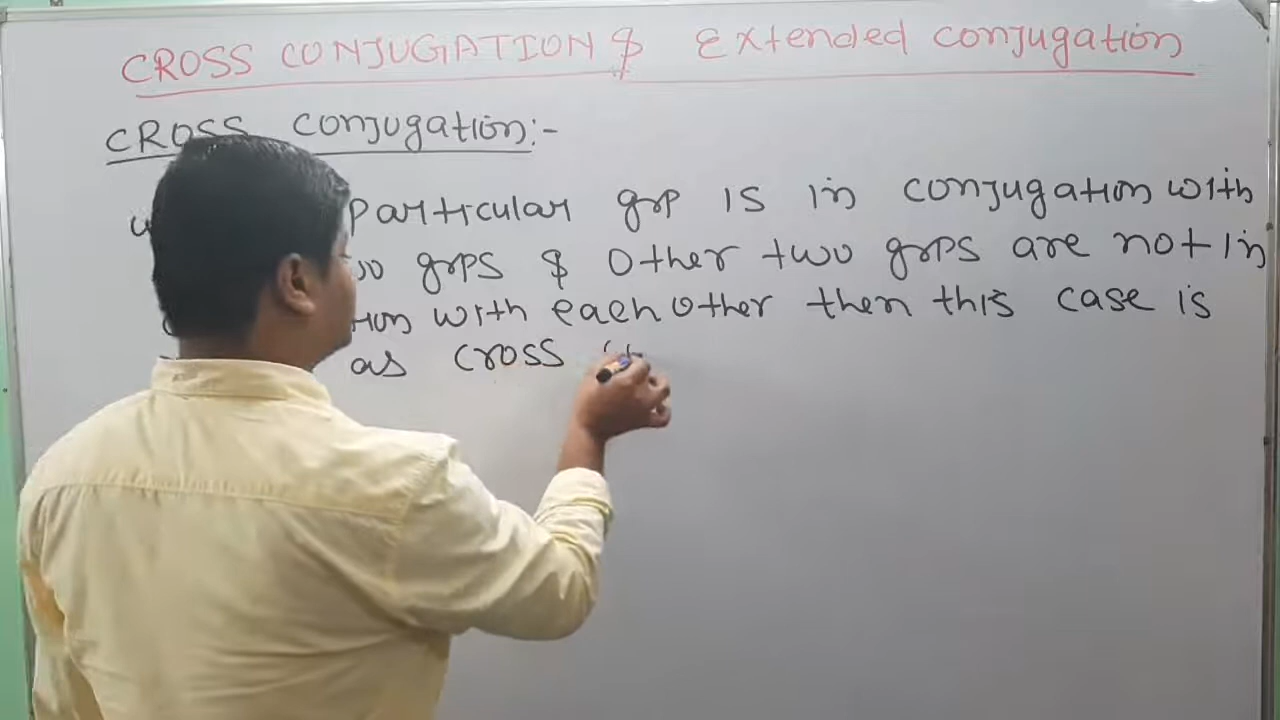 CROSS CONJUGATION & Extended conjugation
CROSS Conjugation:-
particular grp is in conjugation with
grps & other two grps are not in
with each other then this case is
as cross